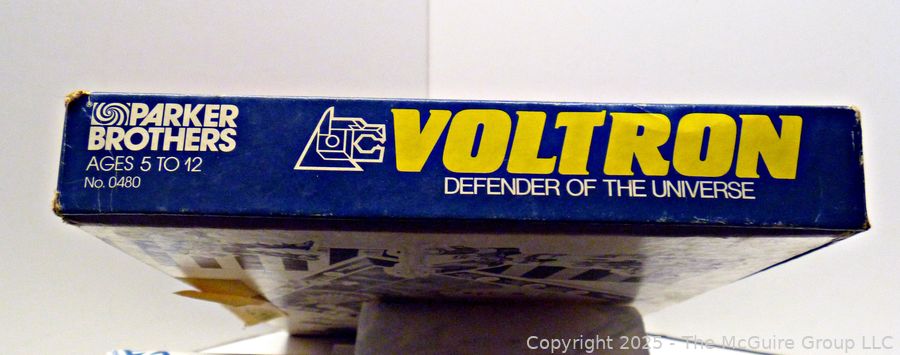 PARKER
BROTHERS
AGES 5 TO 12
No. 0480
VOLTRON
DEFENDER OF THE UNIVERSE
Copyright 2025 - The McGuire Group LLC